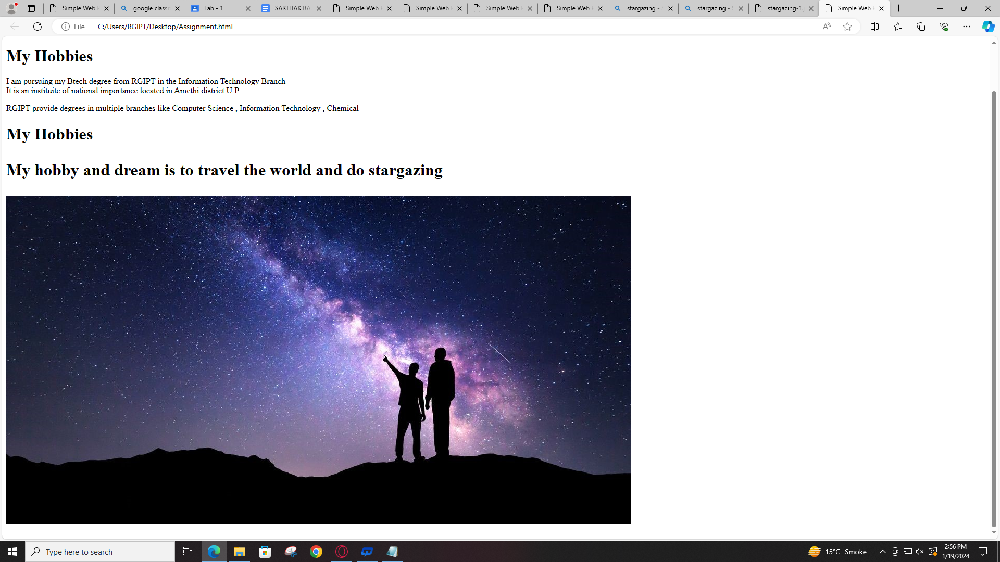 Simple Web
google classr
Lab - 1
SARTHAK RA
Simple Web
Simple Web
Simple Web
Simple Web
stargazing - S
stargazing - S
stargazing-1.
Simple Web
File
C:/Users/RGIPT/Desktop/Assignment.html
My Hobbies
I am pursuing my Btech degree from RGIPT in the Information Technology Branch
It is an instituite of national importance located in Amethi district U.P
RGIPT provide degrees in multiple branches like Computer Science , Information Technology , Chemical
My Hobbies
My hobby and dream is to travel the world and do stargazing
Type here to search
15°C Smoke
2:56 PM
1/19/2024